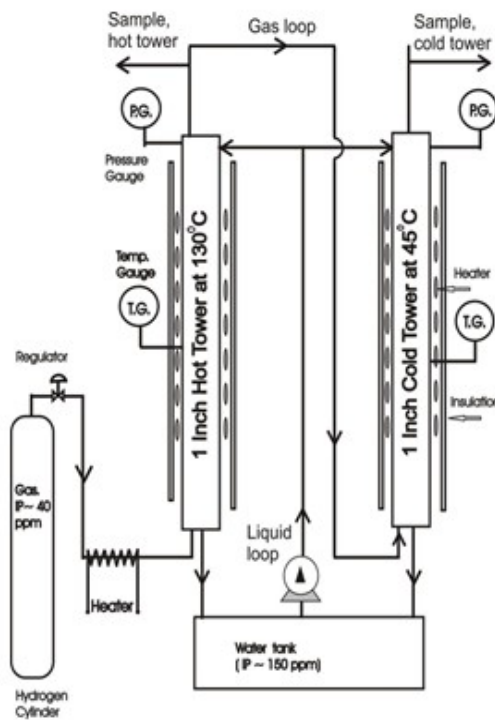 Sample,
hot tower
Gas loop
Sample,
cold tower
P.G.
P.G.
Pressure
Gauge
1 Inch Hot Tower at 130°C
1 Inch Cold Tower at 45°C
Temp.
Gauge
Heater
T.G.
T.G.
Regulator
Insulation
Gas.
IP~ 40
ppm
Liquid
loop
Heater
Water tank
( IP ~ 150 ppm)
Hydrogen
Cylinder